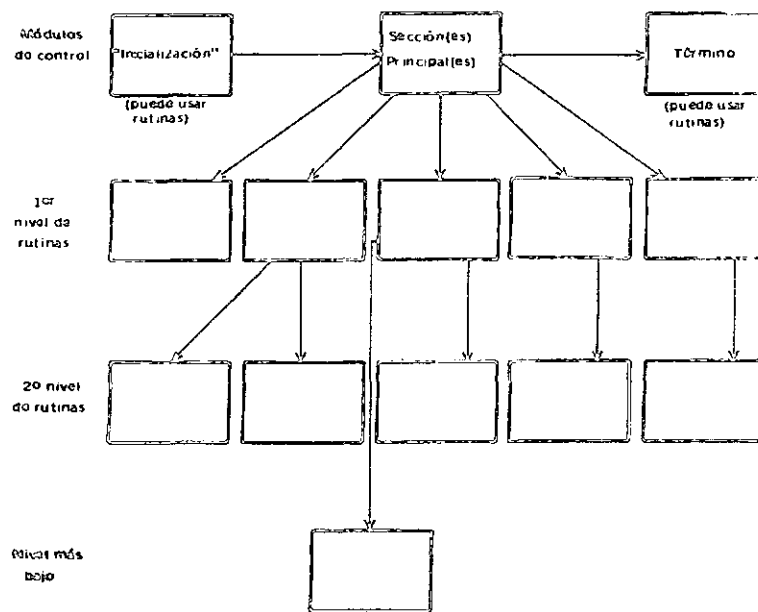 Módulos
de control
"Inicialización"
(puede usar
rutinas)
Sección(es)
Principal(es)
Término
(puede usar
rutinas)
1er
nivel de
rutinas
2º nivel
de rutinas
Nivel más
bajo